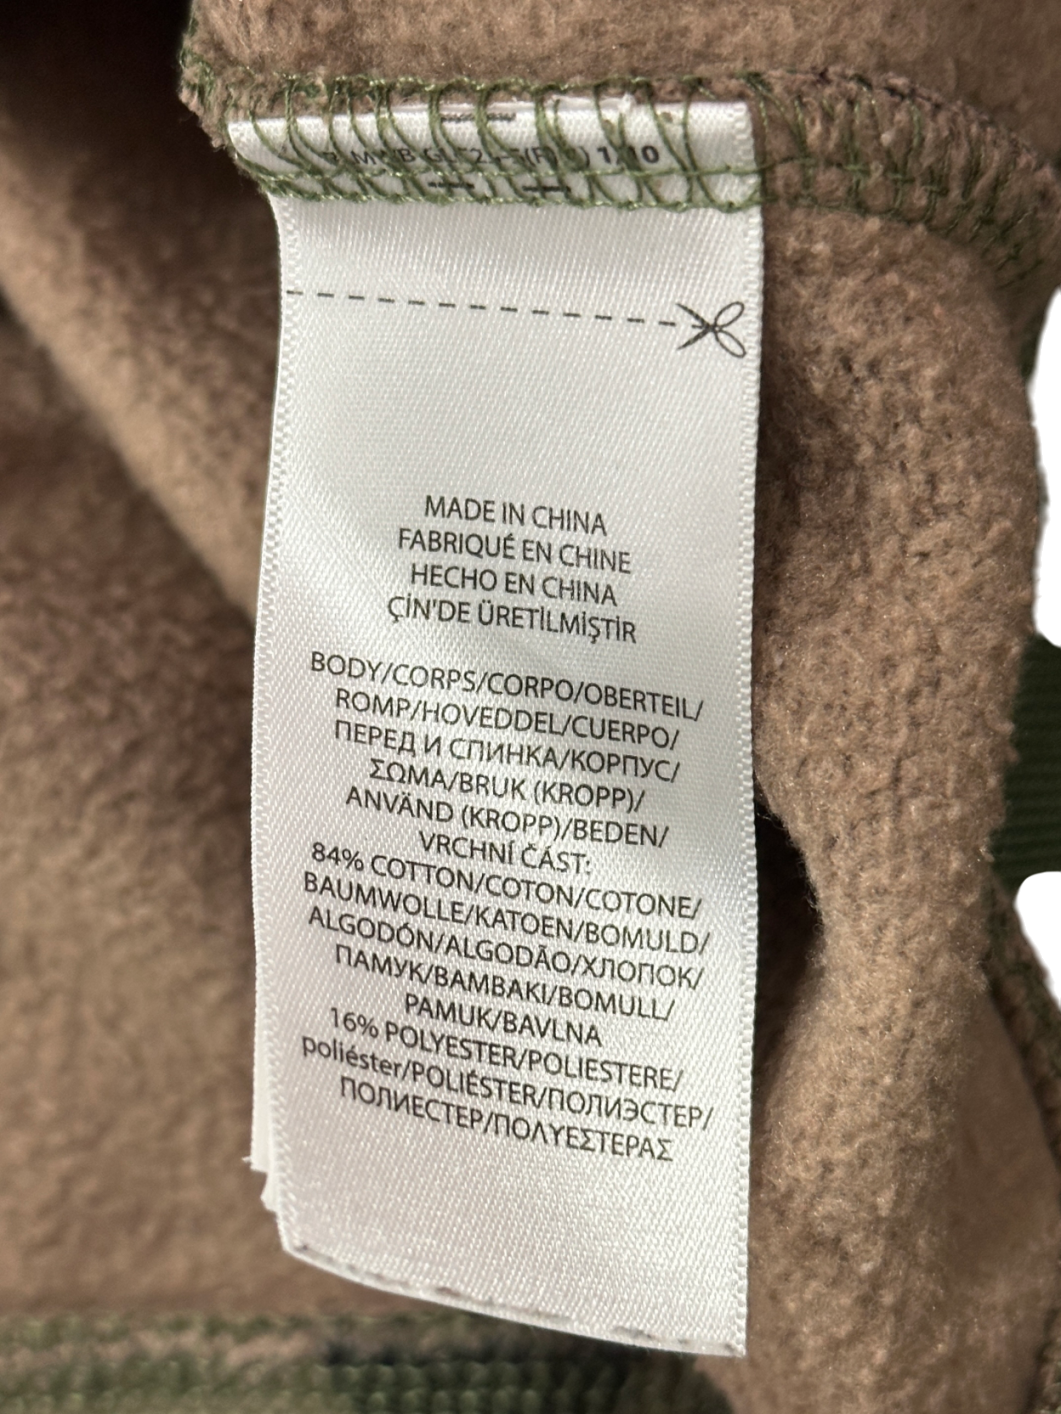 1/10
MADE IN CHINA
FABRIQUÉ EN CHINE
HECHO EN CHINA
ÇİN'DE ÜRETİLMİŞTİR
BODY/CORPS/CORPO/OBERTEIL/
ROMP/HOVEDDEL/CUERPO/
ПЕРЕД И СПИНКА/КОРПУС/
ΣΩΜΑ/BRUK (KROPP)/
ANVÄND (KROPP)/BEDEN/
VRCHNÍ ČÁST:
84% COTTON/COTON/COTONE/
BAUMWOLLE/KATOEN/BOMULD/
ALGODÓN/ALGODÃO/ХЛОПОК/
ПАМУК/BAMBAKI/BOMULL/
PAMUK/BAVLNA
16% POLYESTER/POLIESTERE/
poliéster/POLIÉSTER/ПОЛИЭСТЕР/
ПОЛИЕСТЕР/ΠΟΛΥΕΣΤΕΡΑΣ